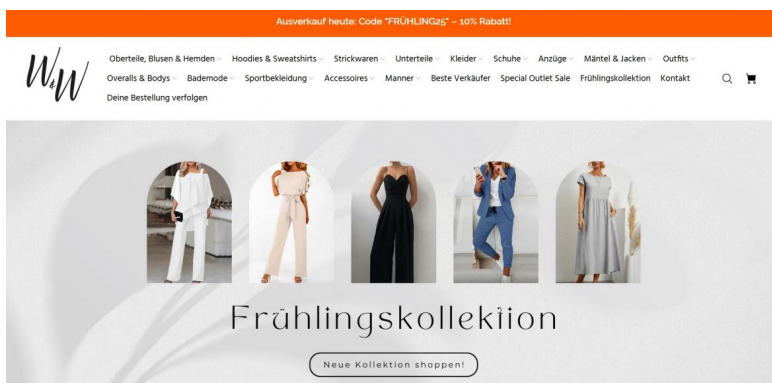 Ausverkauf heute: Code "FRÜHLING25" – 10% Rabatt!
W&W
Oberteile, Blusen & Hemden Hoodies & Sweatshirts Strickwaren Unterteile Kleider Schuhe Anzüge Mäntel & Jacken Outfits
Overalls & Bodys Bademode Sportbekleidung Accessoires Manner Beste Verkäufer Special Outlet Sale Frühlingskollektion Kontakt
Deine Bestellung verfolgen
Frühlingskollektion
Neue Kollektion shoppen!